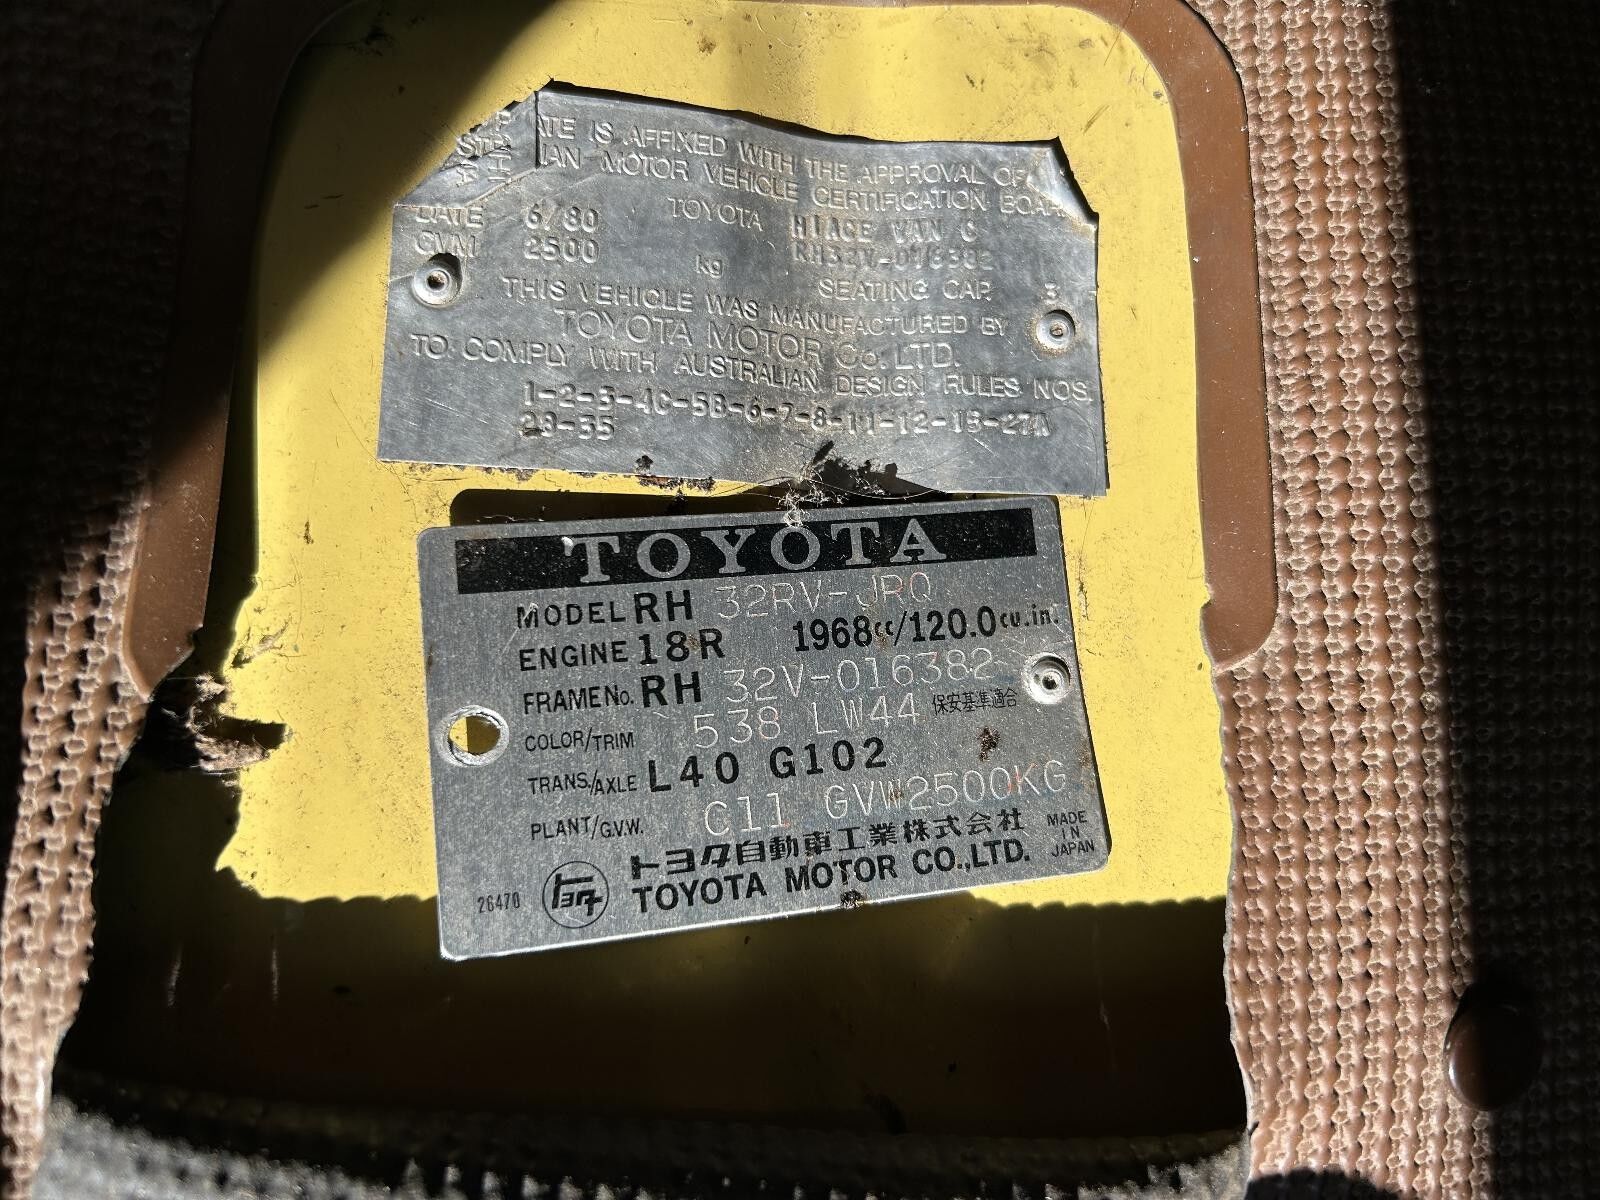 ATE IS AFFIXED WITH THE APPROVAL OF
IAN MOTOR VEHICLE CERTIFICATION BOAR
DATE 6/80 TOYOTA HIACE VAN C
GVM 2500 kg RH32V-016382
SEATING CAP. 3
THIS VEHICLE WAS MANUFACTURED BY
TOYOTA MOTOR Co. LTD.
TO COMPLY WITH AUSTRALIAN DESIGN RULES NOS.
1-2-3-4C-5B-6-7-8-11-12-18-27A
28-35
TOYOTA
MODEL RH 32RV-JRQ
ENGINE 18R 1968cc/120.0cu.in.
FRAME No. RH 32V-016382
COLOR/TRIM 538 LW44 保安基準適合
TRANS./AXLE L40 G102
PLANT/G.V.W. C11 GVW2500KG
トヨタ自動車工業株式会社
TOYOTA MOTOR CO.,LTD.
MADE
IN
JAPAN
26470 トヨタ